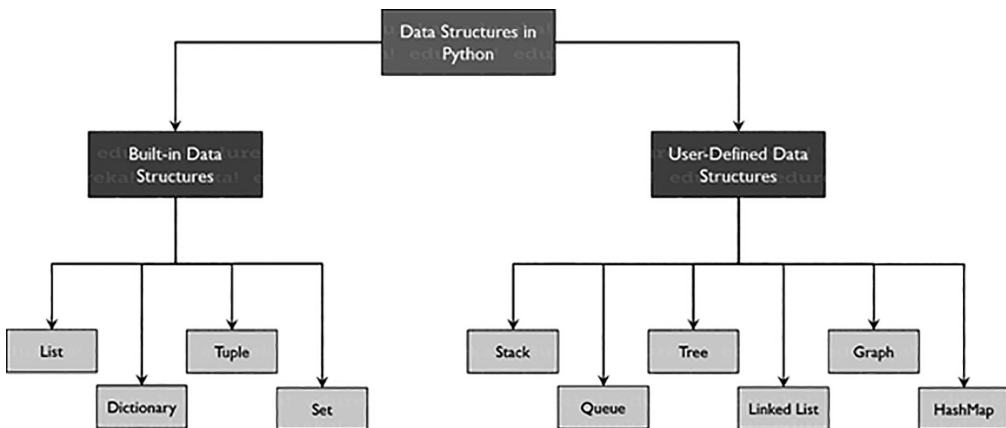 Data Structures in
Python
Built-in Data
Structures
User-Defined Data
Structures
List
Tuple
Stack
Tree
Graph
Dictionary
Set
Queue
Linked List
HashMap